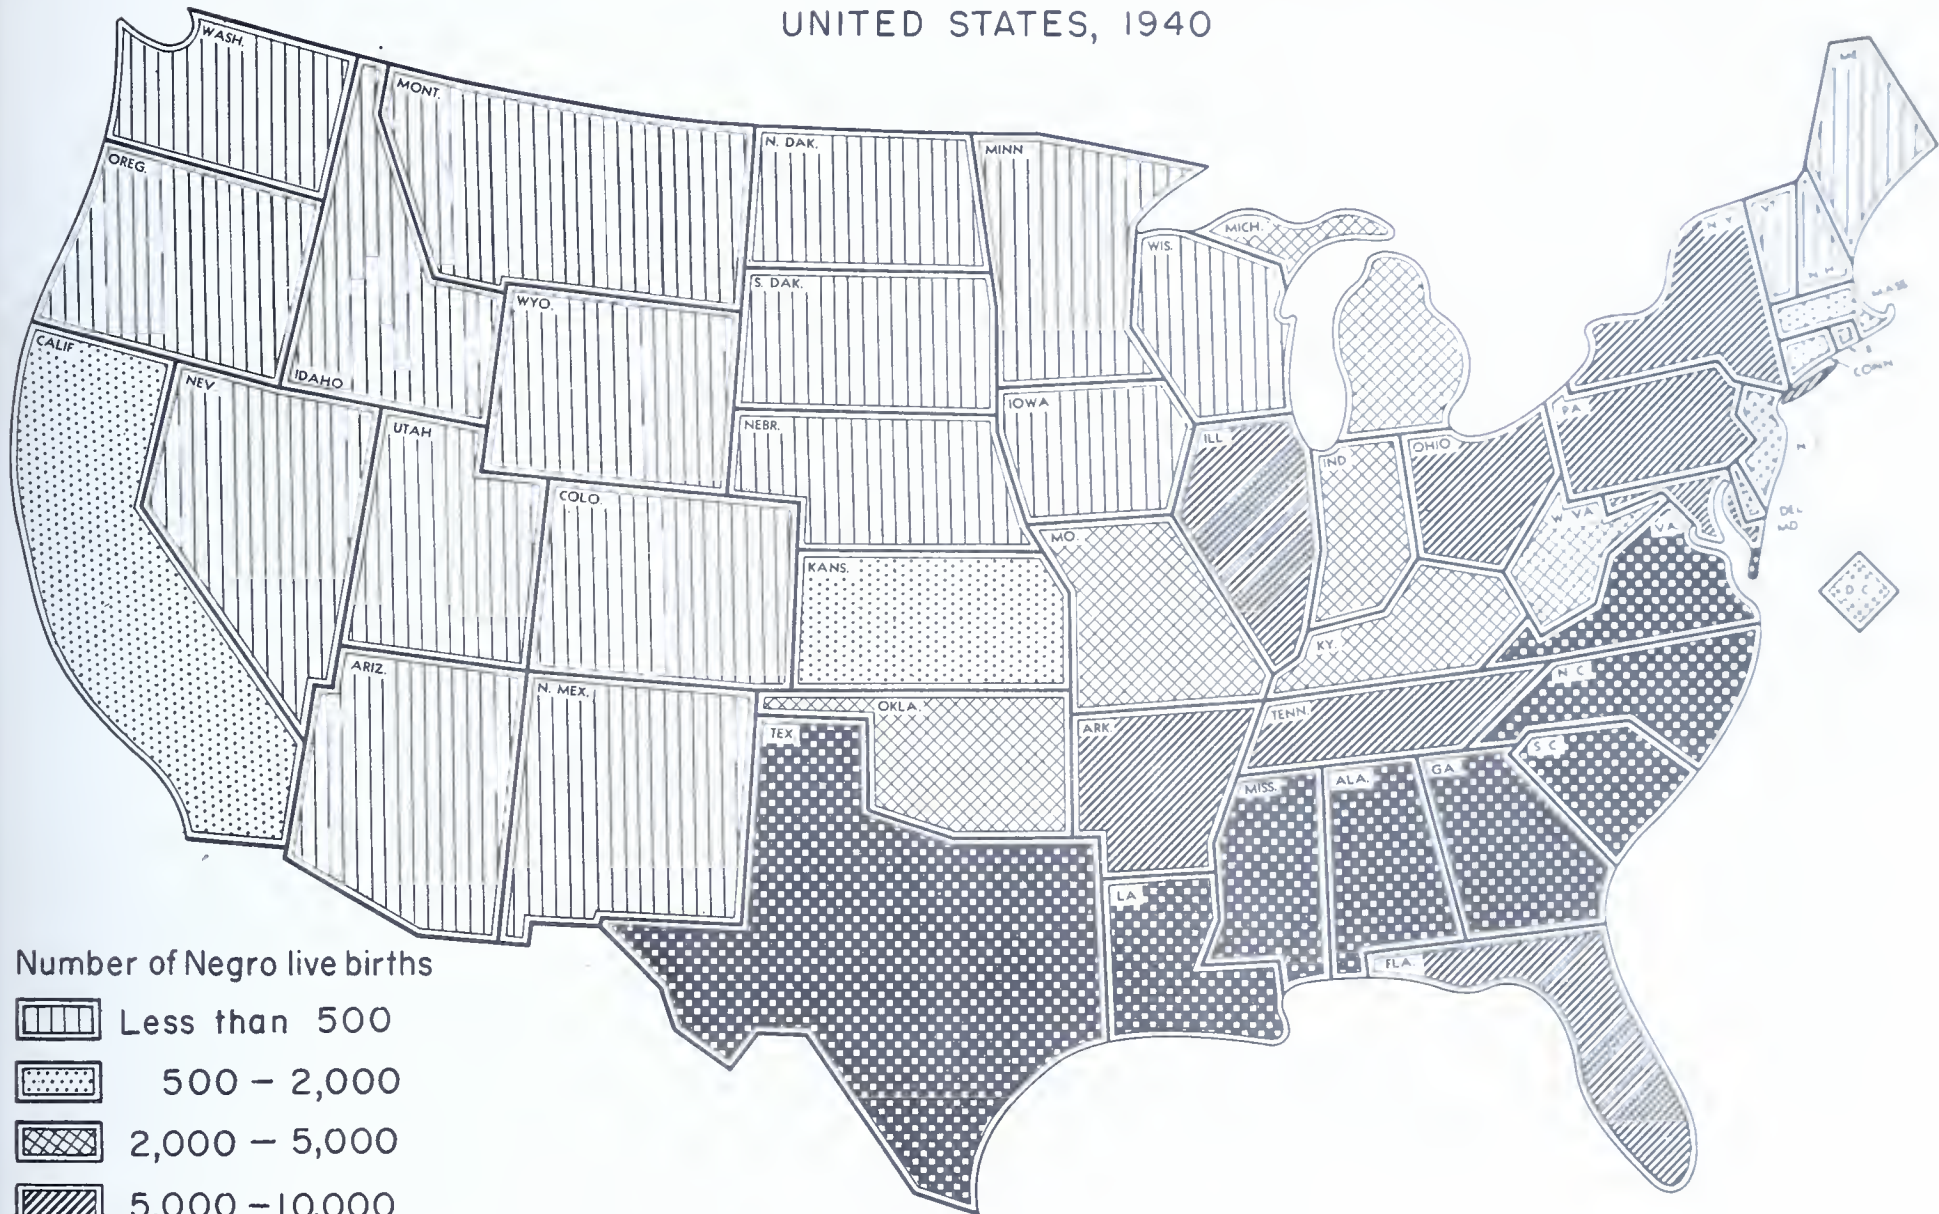 UNITED STATES, 1940
WASH.
MONT.
OREG.
IDAHO
N. DAK.
MINN
ME
WIS.
MICH.
N Y
VT
N H
MASS
CONN
WYO.
S. DAK.
CALIF
NEV
UTAH
COLO.
NEBR.
IOWA
ILL
IND
OHIO
PA
N
DEL
MD
D C
W VA
VA
KANS.
MO.
KY.
ARIZ.
N. MEX.
OKLA.
TEX.
ARK.
TENN.
N C
S C
MISS.
ALA.
GA
LA
FLA.
Number of Negro live births
Less than 500
500 – 2,000
2,000 – 5,000
5,000 – 10,000